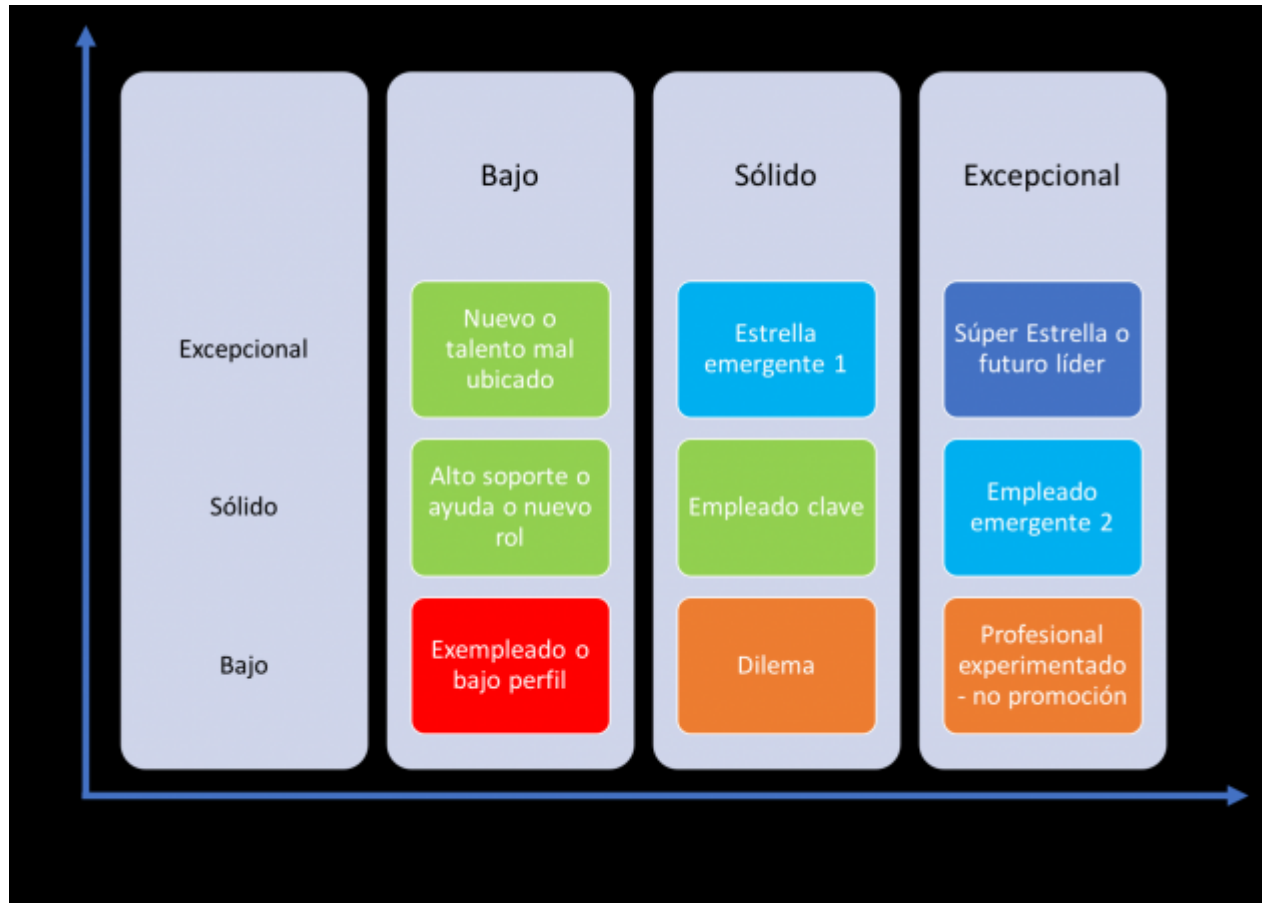 Bajo
Sólido
Excepcional
Excepcional
Nuevo o
talento mal
ubicado
Estrella
emergente 1
Súper Estrella o
futuro líder
Sólido
Alto soporte o
ayuda o nuevo
rol
Empleado clave
Empleado
emergente 2
Bajo
Exempleado o
bajo perfil
Dilema
Profesional
experimentado
- no promoción